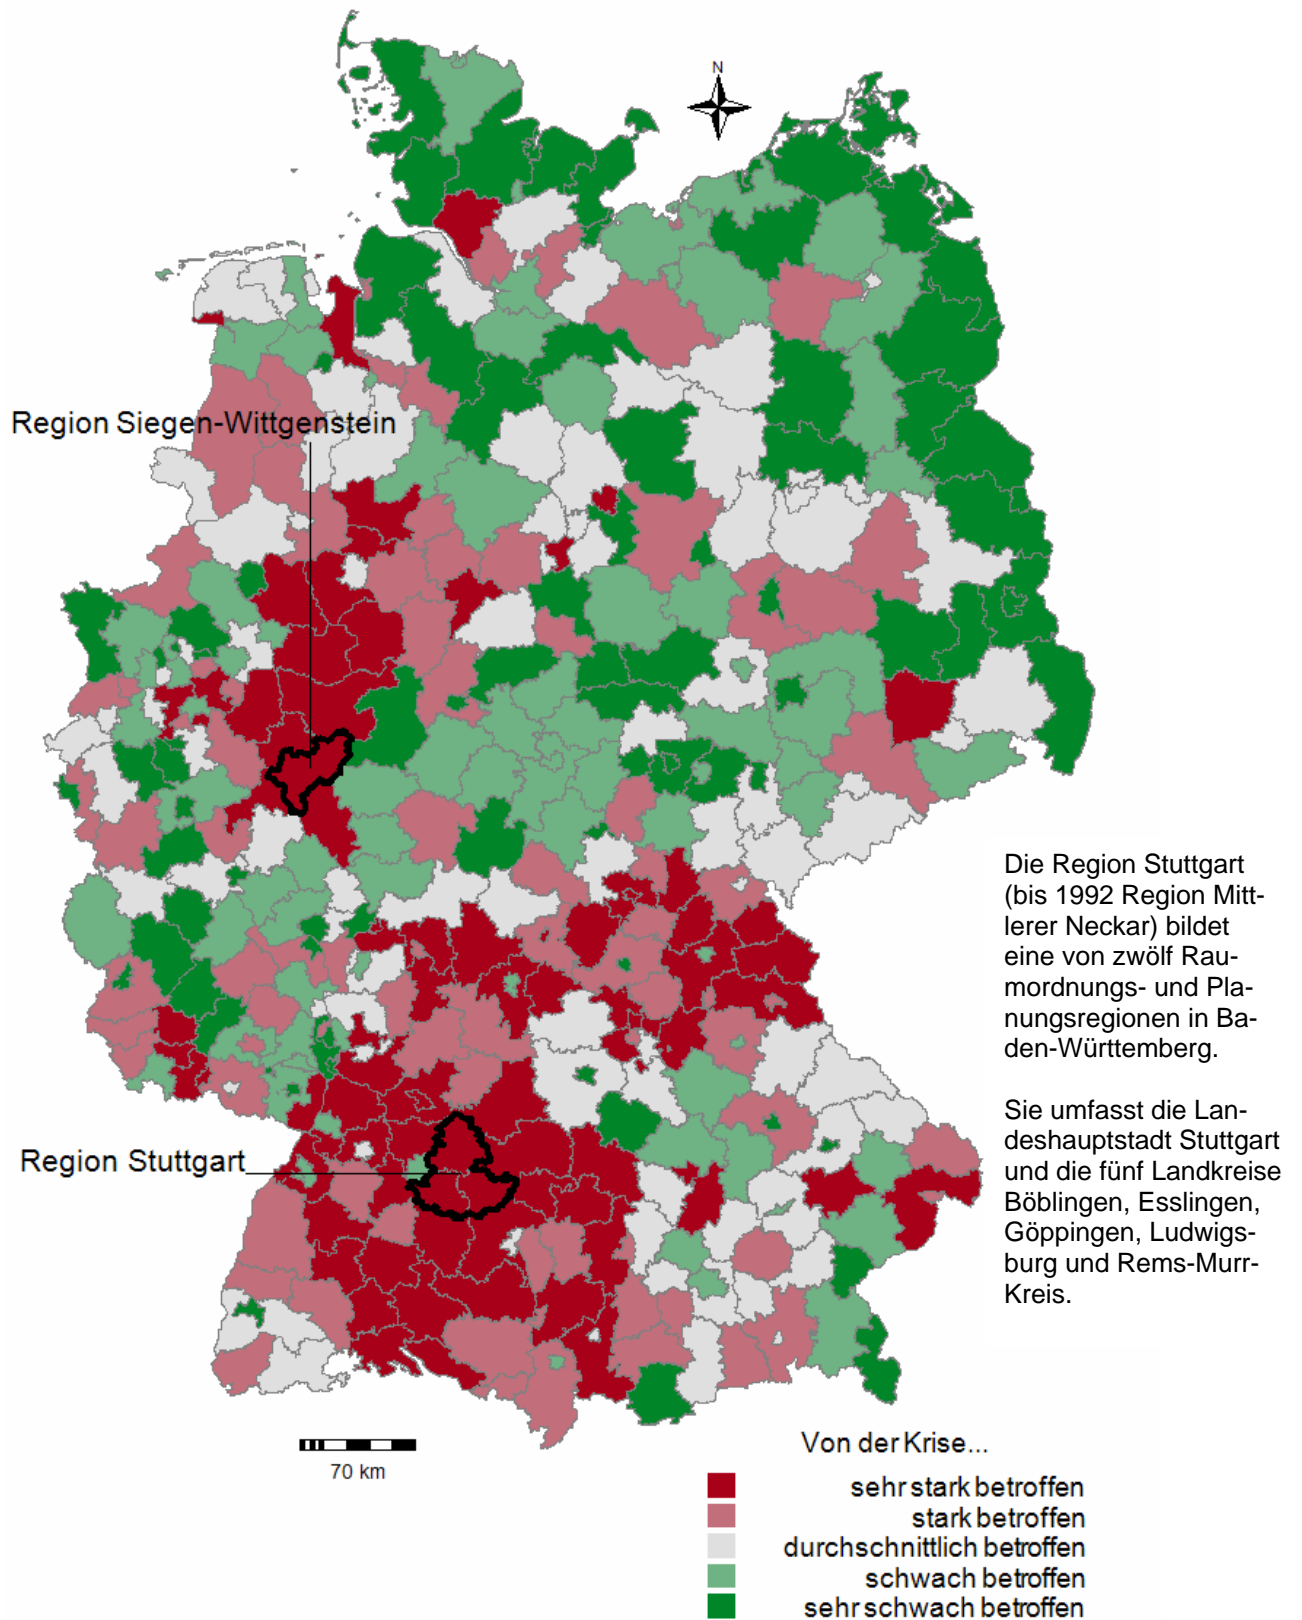 N
Region Siegen-Wittgenstein
Die Region Stuttgart
(bis 1992 Region Mitt-
lerer Neckar) bildet
eine von zwölf Rau-
mordnungs- und Pla-
nungsregionen in Ba-
den-Württemberg.
Sie umfasst die Lan-
deshauptstadt Stuttgart
und die fünf Landkreise
Böblingen, Esslingen,
Göppingen, Ludwigs-
burg und Rems-Murr-
Kreis.
Region Stuttgart
70 km
Von der Krise...
sehr stark betroffen
stark betroffen
durchschnittlich betroffen
schwach betroffen
sehr schwach betroffen